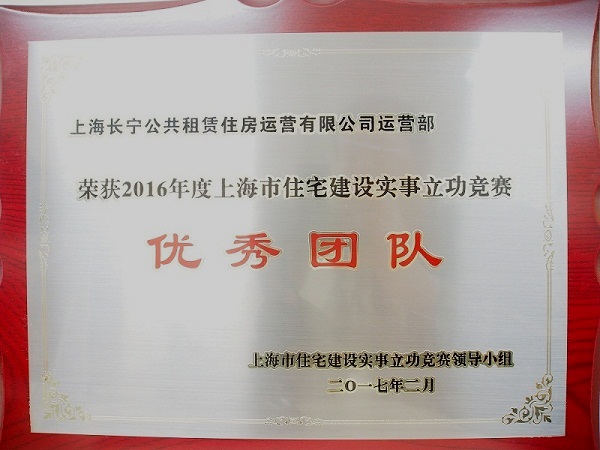 上海长宁公共租赁住房运营有限公司运营部
荣获2016年度上海市住宅建设实事立功竞赛
优秀团队
上海市住宅建设实事立功竞赛领导小组
二〇一七年二月